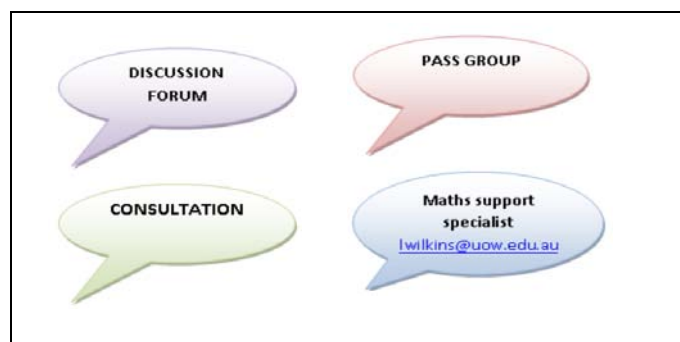 DISCUSSION
FORUM
PASS GROUP
CONSULTATION
Maths support
specialist
lwilkins@uow.edu.au